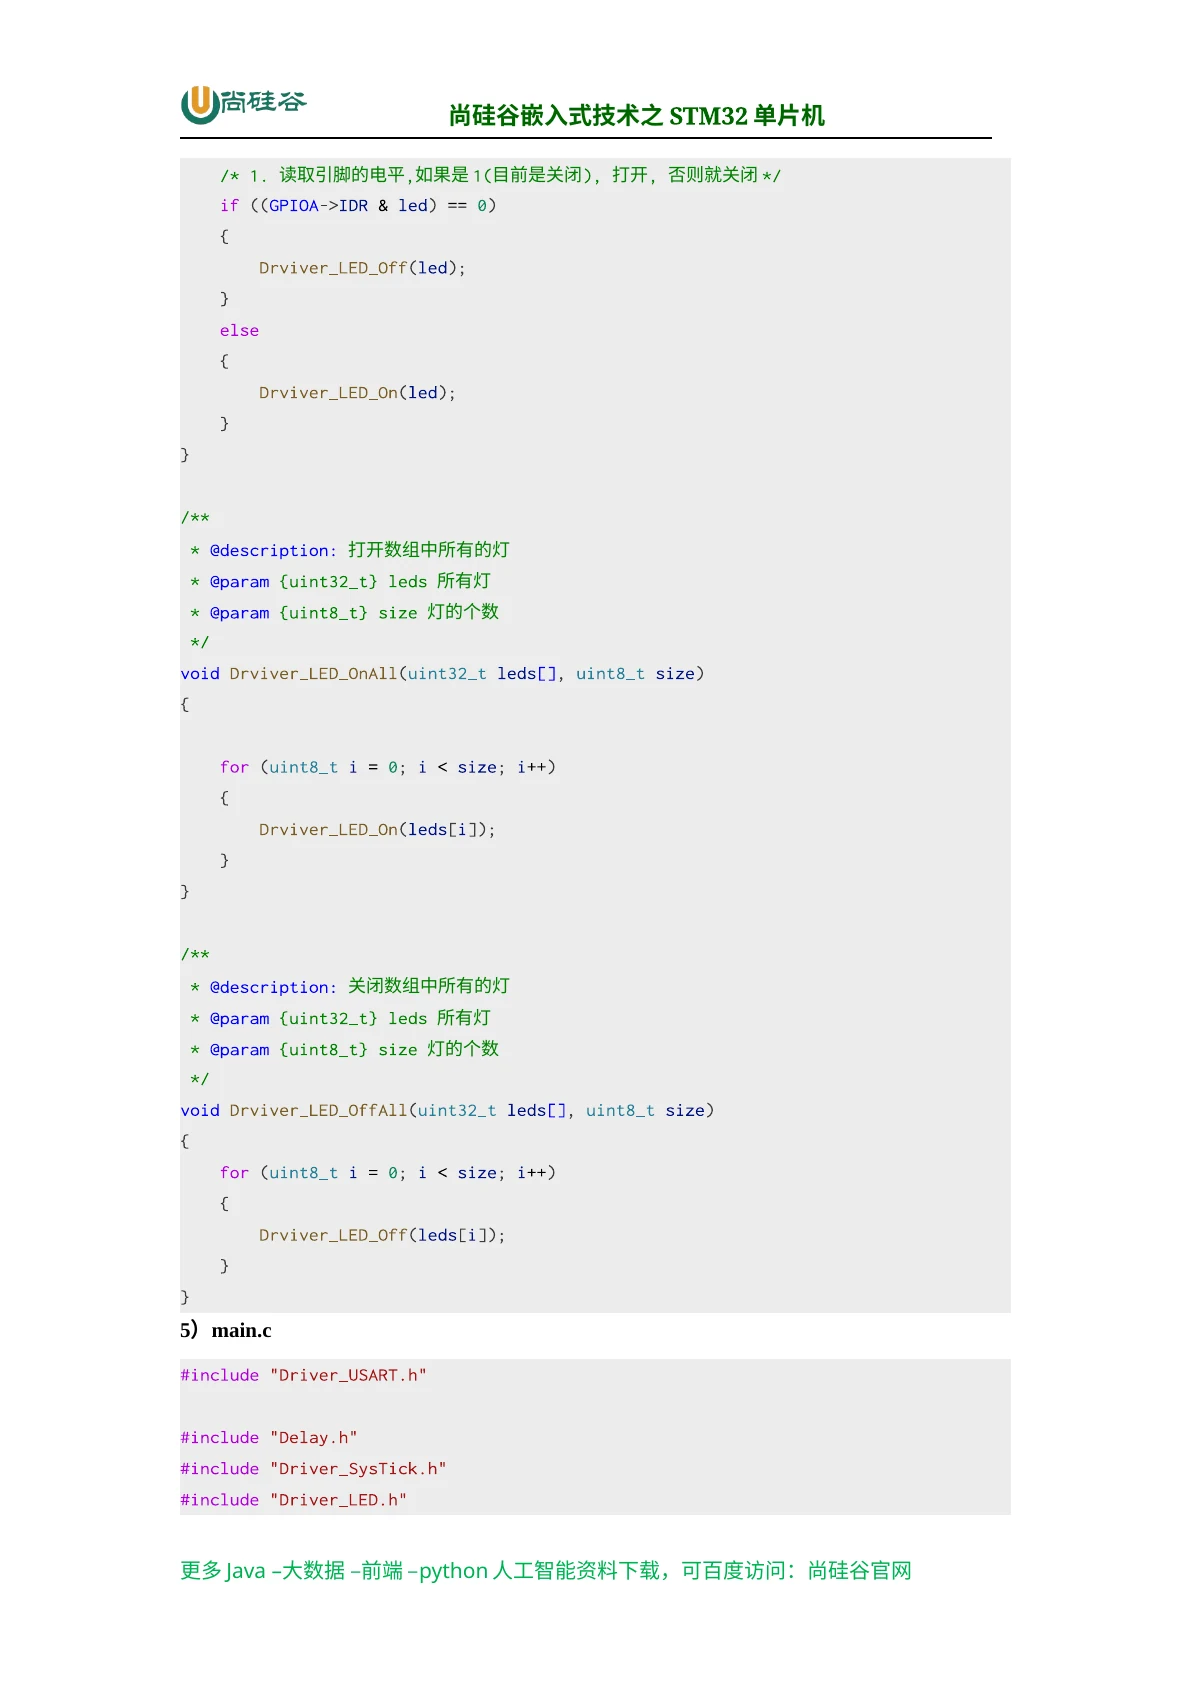 尚硅谷
尚硅谷嵌入式技术之 STM32 单片机
    /* 1. 读取引脚的电平,如果是 1(目前是关闭), 打开, 否则就关闭 */
    if ((GPIOA->IDR & led) == 0)
    {
        Drviver_LED_Off(led);
    }
    else
    {
        Drviver_LED_On(led);
    }
}
/**
 * @description: 打开数组中所有的灯
 * @param {uint32_t} leds 所有灯
 * @param {uint8_t} size 灯的个数
 */
void Drviver_LED_OnAll(uint32_t leds[], uint8_t size)
{
    for (uint8_t i = 0; i < size; i++)
    {
        Drviver_LED_On(leds[i]);
    }
}
/**
 * @description: 关闭数组中所有的灯
 * @param {uint32_t} leds 所有灯
 * @param {uint8_t} size 灯的个数
 */
void Drviver_LED_OffAll(uint32_t leds[], uint8_t size)
{
    for (uint8_t i = 0; i < size; i++)
    {
        Drviver_LED_Off(leds[i]);
    }
}
5）main.c
#include "Driver_USART.h"
#include "Delay.h"
#include "Driver_SysTick.h"
#include "Driver_LED.h"
更多 Java –大数据 –前端 –python 人工智能资料下载，可百度访问：尚硅谷官网